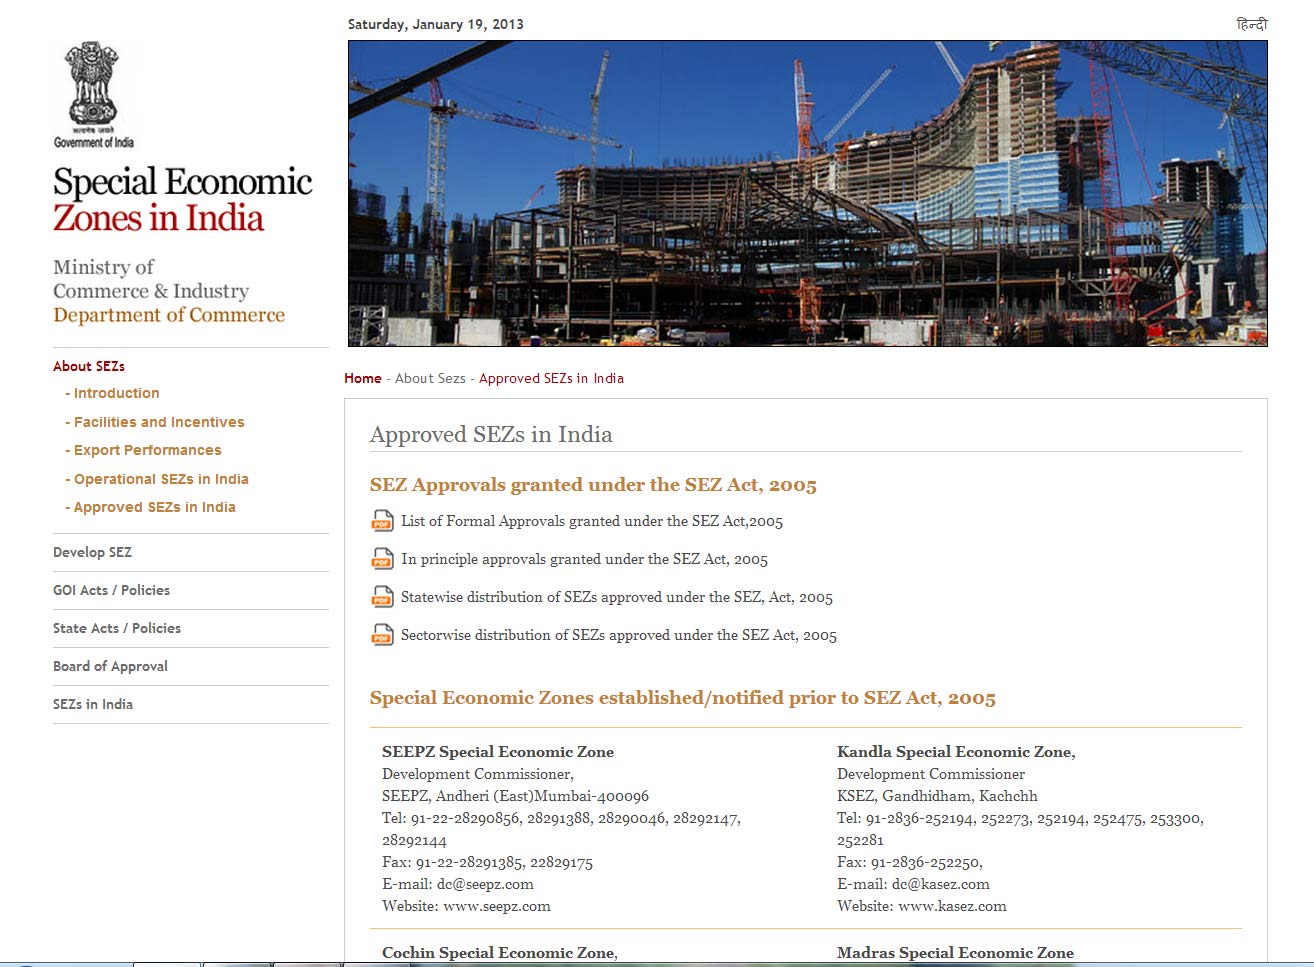 Saturday, January 19, 2013
हिन्दी
सत्यमेव जयते
Government of India
Special Economic
Zones in India
Ministry of
Commerce & Industry
Department of Commerce
About SEZs
- Introduction
- Facilities and Incentives
- Export Performances
- Operational SEZs in India
- Approved SEZs in India
Develop SEZ
GOI Acts / Policies
State Acts / Policies
Board of Approval
SEZs in India
Home - About Sezs - Approved SEZs in India
Approved SEZs in India
SEZ Approvals granted under the SEZ Act, 2005
PDF List of Formal Approvals granted under the SEZ Act,2005
PDF In principle approvals granted under the SEZ Act, 2005
PDF Statewise distribution of SEZs approved under the SEZ, Act, 2005
PDF Sectorwise distribution of SEZs approved under the SEZ Act, 2005
Special Economic Zones established/notified prior to SEZ Act, 2005
SEEPZ Special Economic Zone
Development Commissioner,
SEEPZ, Andheri (East)Mumbai-400096
Tel: 91-22-28290856, 28291388, 28290046, 28292147,
28292144
Fax: 91-22-28291385, 22829175
E-mail: dc@seepz.com
Website: www.seepz.com
Kandla Special Economic Zone,
Development Commissioner
KSEZ, Gandhidham, Kachchh
Tel: 91-2836-252194, 252273, 252194, 252475, 253300,
252281
Fax: 91-2836-252250,
E-mail: dc@kasez.com
Website: www.kasez.com
Cochin Special Economic Zone,
Madras Special Economic Zone